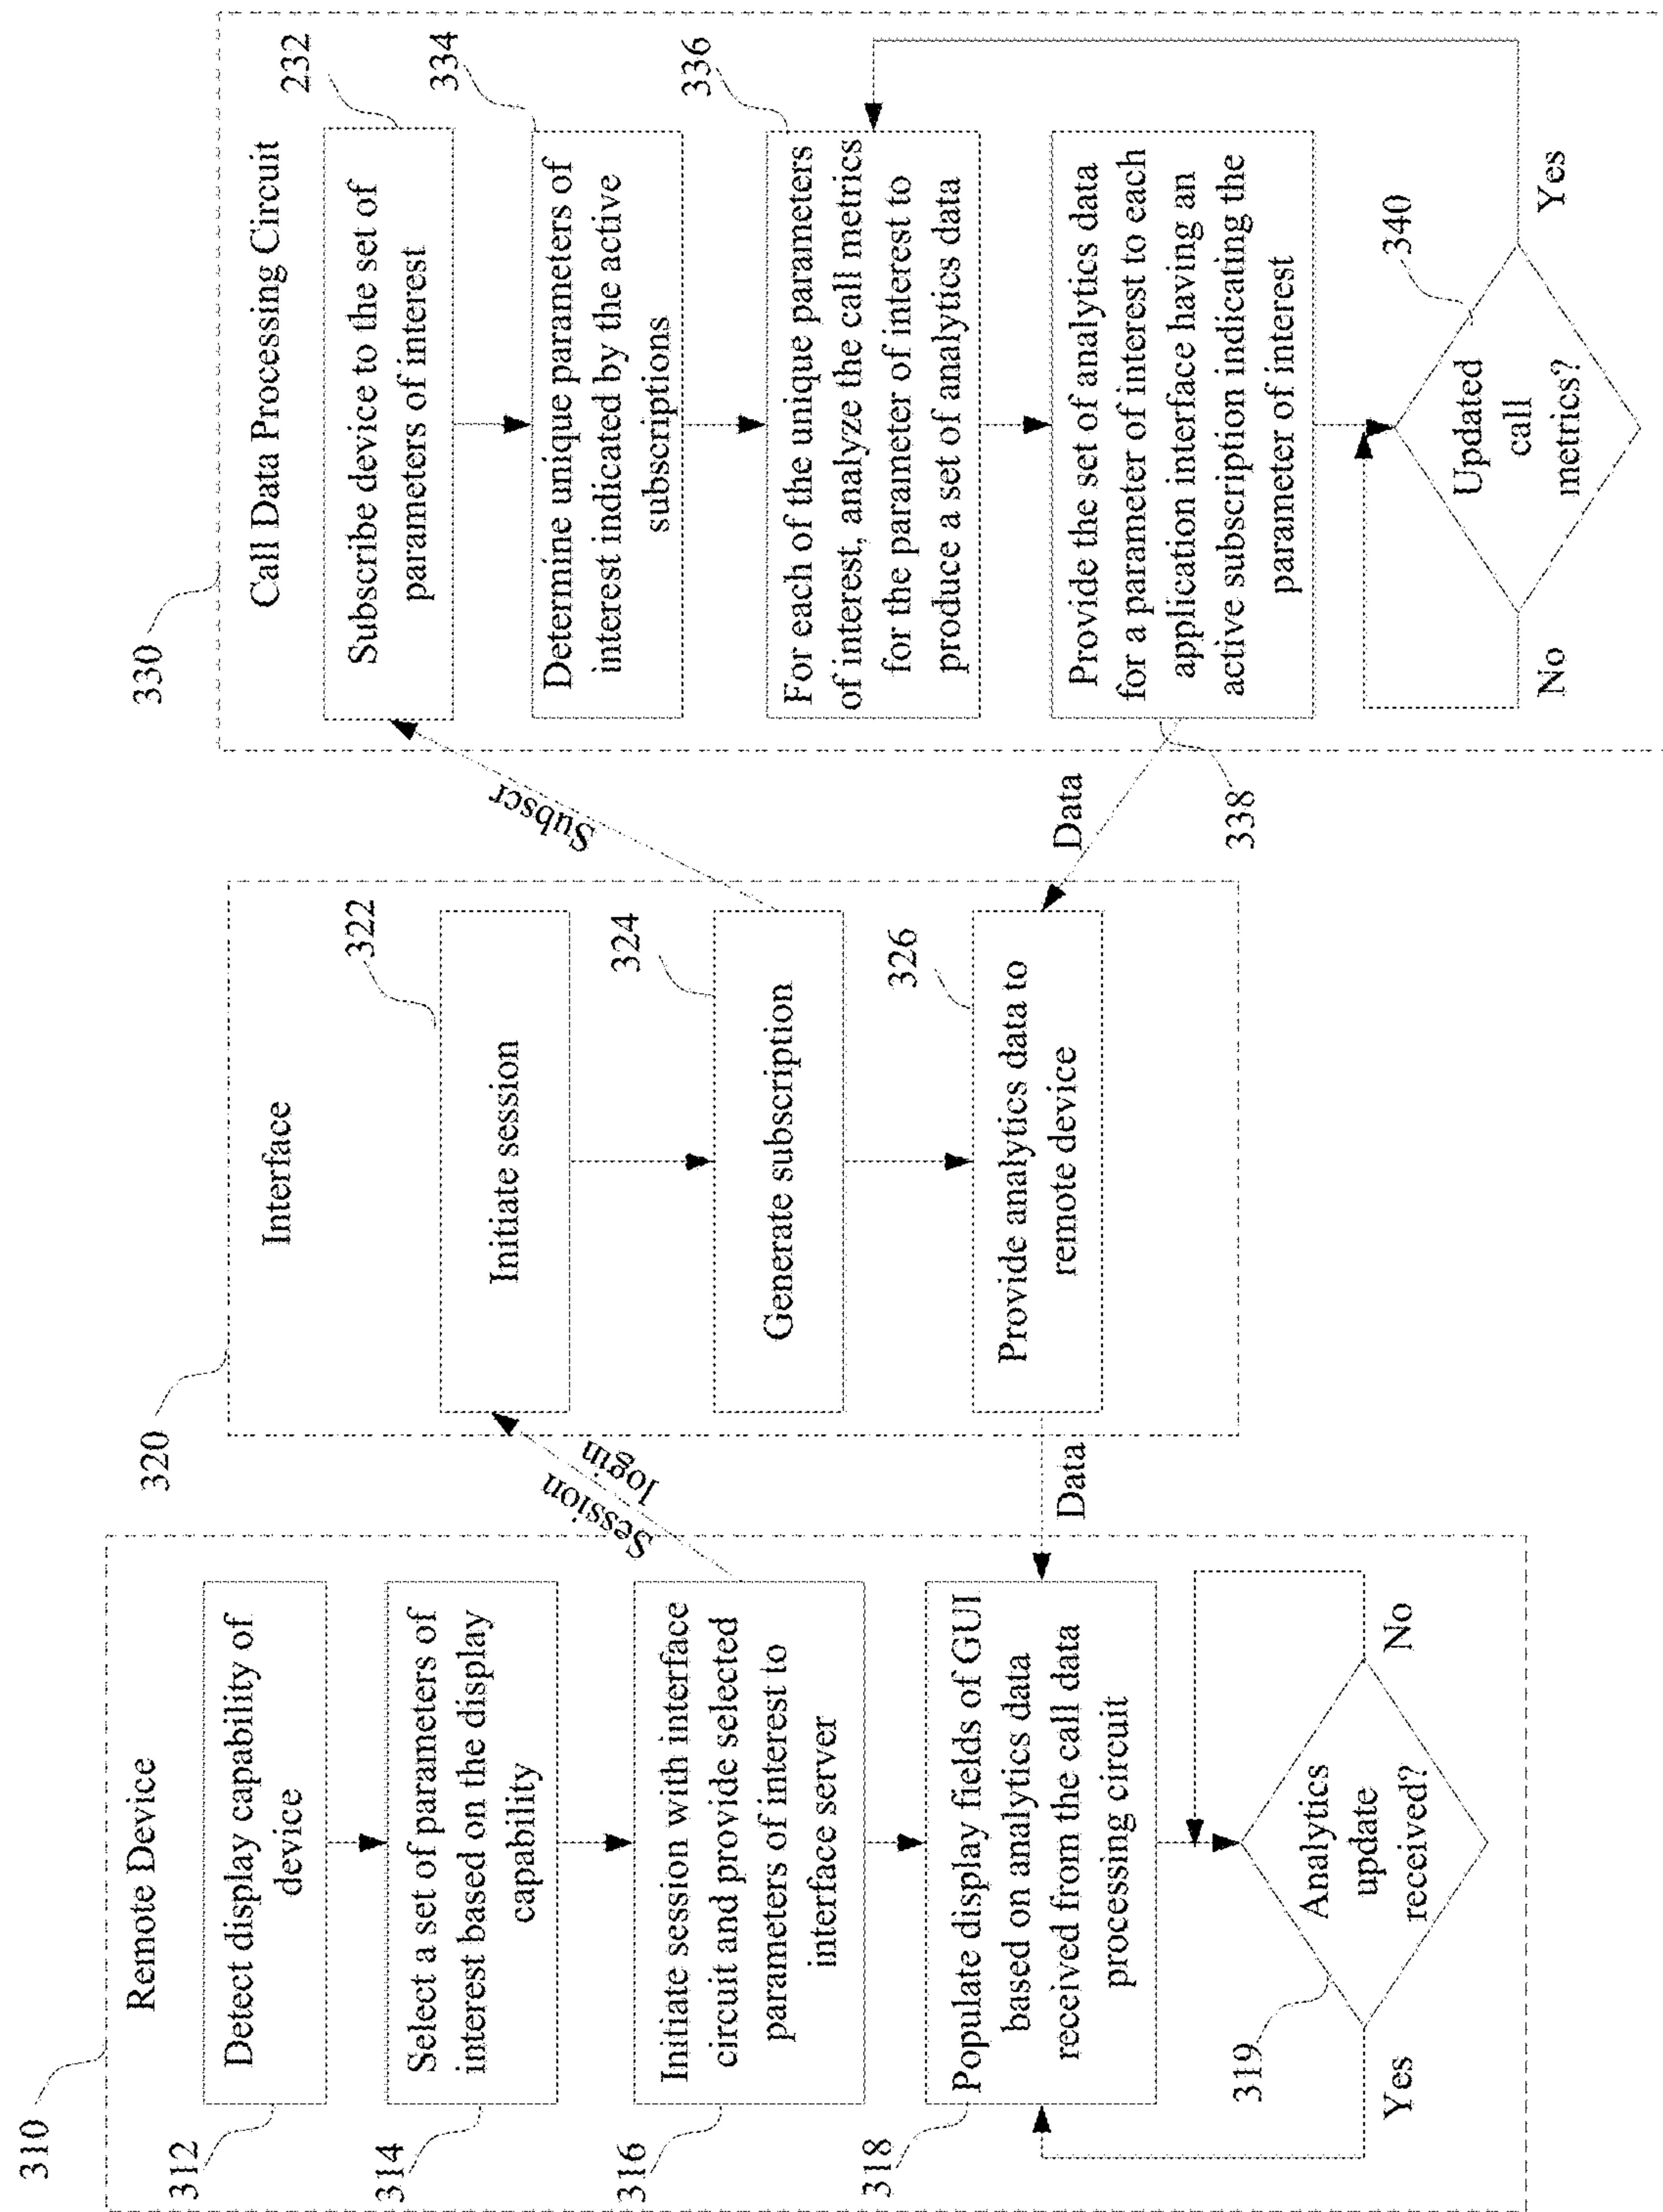 310
Remote Device
312
Detect display capability of
device
314
Select a set of parameters of
interest based on the display
capability
316
Initiate session with interface
circuit and provide selected
parameters of interest to
interface server
318
Populate display fields of GUI
based on analytics data
received from the call data
processing circuit
319
Analytics
update
received?
Yes
No
Session
login
Data
320
Interface
322
Initiate session
324
Generate subscription
326
Provide analytics data to
remote device
Subscr
Data
330
Call Data Processing Circuit
232
Subscribe device to the set of
parameters of interest
334
Determine unique parameters of
interest indicated by the active
subscriptions
336
For each of the unique parameters
of interest, analyze the call metrics
for the parameter of interest to
produce a set of analytics data
338
Provide the set of analytics data
for a parameter of interest to each
application interface having an
active subscription indicating the
parameter of interest
340
Updated
call
metrics?
No
Yes